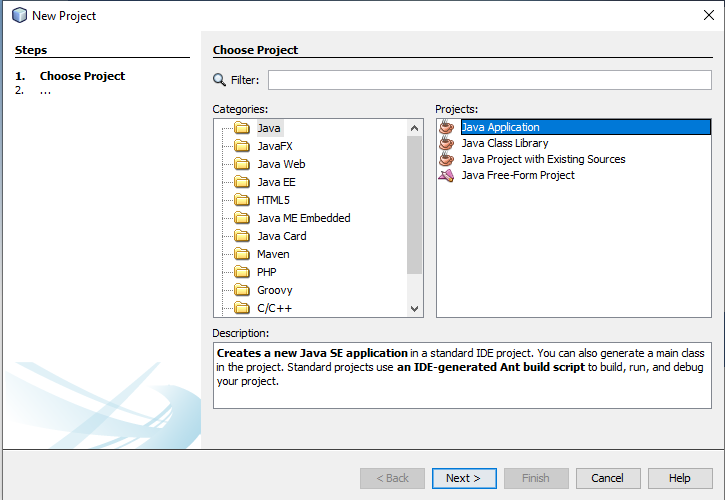 New Project
Steps
1. Choose Project
2. ...
Choose Project
Filter:
Categories:
Java
JavaFX
Java Web
Java EE
HTML5
Java ME Embedded
Java Card
Maven
PHP
Groovy
C/C++
Projects:
Java Application
Java Class Library
Java Project with Existing Sources
Java Free-Form Project
Description:
Creates a new Java SE application in a standard IDE project. You can also generate a main class
in the project. Standard projects use an IDE-generated Ant build script to build, run, and debug
your project.
< Back
Next >
Finish
Cancel
Help